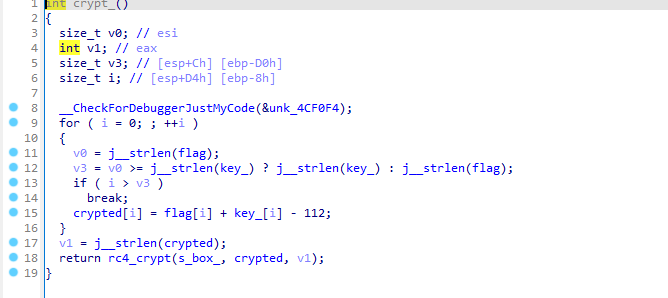 1 int crypt_()
2 {
3 size_t v0; // esi
4 int v1; // eax
5 size_t v3; // [esp+Ch] [ebp-D0h]
6 size_t i; // [esp+D4h] [ebp-8h]
7
8 __CheckForDebuggerJustMyCode(&unk_4CF0F4);
9 for ( i = 0; ; ++i )
10 {
11 v0 = j__strlen(flag);
12 v3 = v0 >= j__strlen(key_) ? j__strlen(key_) : j__strlen(flag);
13 if ( i > v3 )
14 break;
15 crypted[i] = flag[i] + key_[i] - 112;
16 }
17 v1 = j__strlen(crypted);
18 return rc4_crypt(s_box_, crypted, v1);
19 }